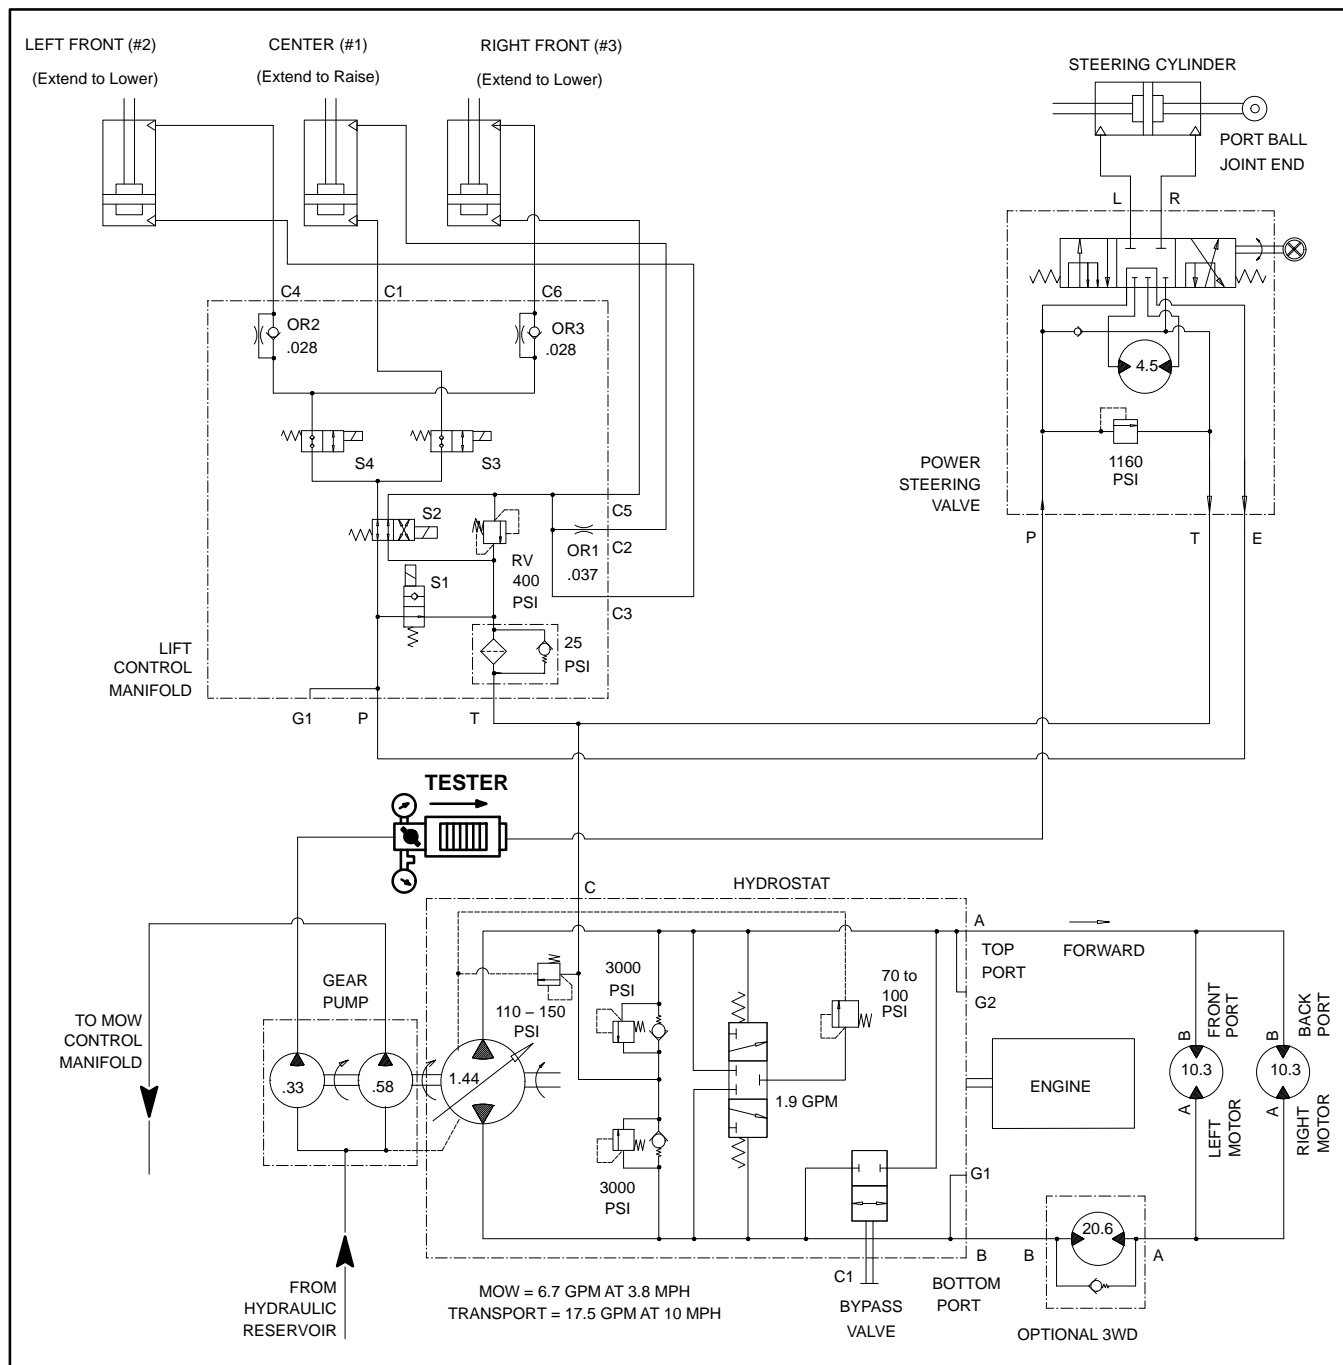 LEFT FRONT (#2)
(Extend to Lower)
CENTER (#1)
(Extend to Raise)
RIGHT FRONT (#3)
(Extend to Lower)
STEERING CYLINDER
PORT BALL
JOINT END
L
R
C4
C1
C6
OR2
.028
OR3
.028
4.5
S4
S3
1160
PSI
POWER
STEERING
VALVE
S2
C5
OR1
.037
C2
RV
400
PSI
S1
C3
P
T
E
25
PSI
LIFT
CONTROL
MANIFOLD
G1
P
T
TESTER
HYDROSTAT
C
A
TOP
PORT
FORWARD
G2
GEAR
PUMP
3000
PSI
110 – 150
PSI
70 to
100
PSI
TO MOW
CONTROL
MANIFOLD
.33
.58
1.44
1.9 GPM
ENGINE
B
FRONT
PORT
B
BACK
PORT
10.3
10.3
A
LEFT
MOTOR
A
RIGHT
MOTOR
3000
PSI
G1
20.6
B
B
A
C1
BYPASS
VALVE
BOTTOM
PORT
FROM
HYDRAULIC
RESERVOIR
MOW = 6.7 GPM AT 3.8 MPH
TRANSPORT = 17.5 GPM AT 10 MPH
OPTIONAL 3WD